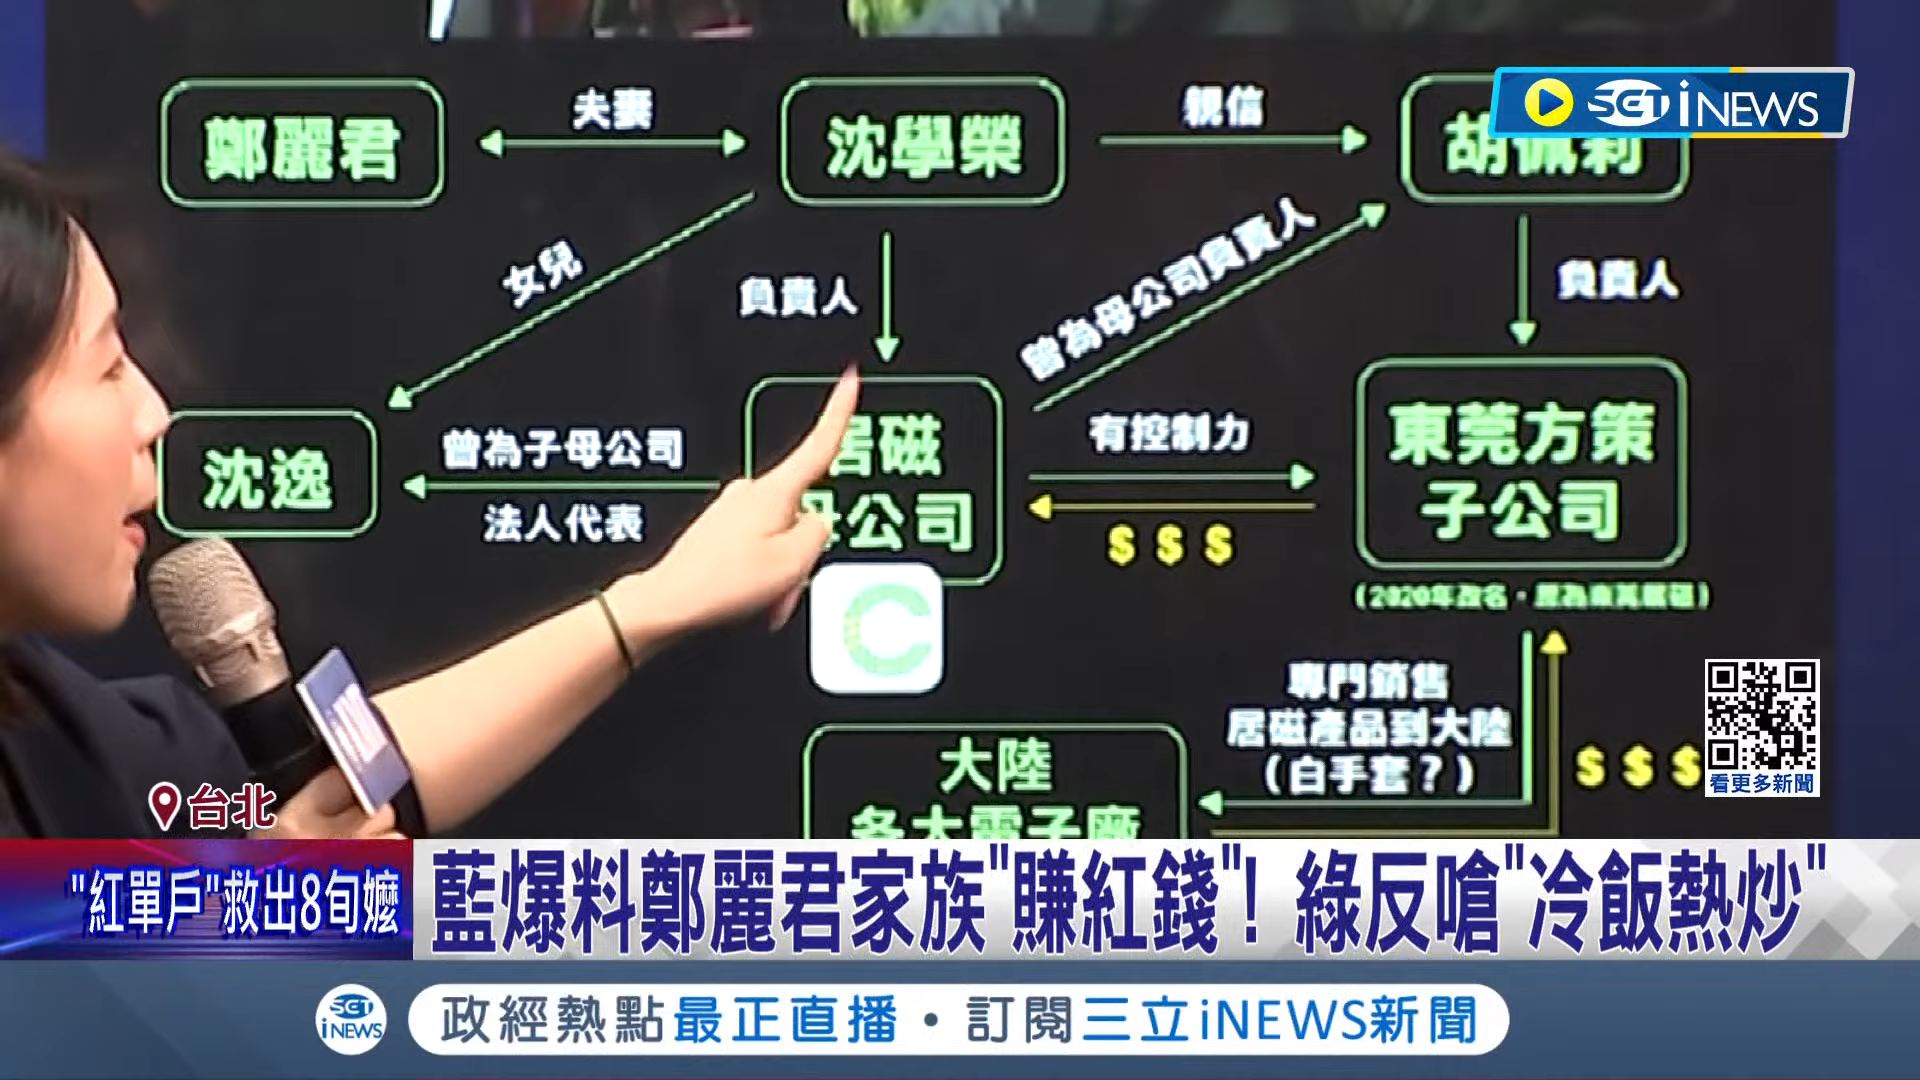 夫妻
親信
SETiNEWS
鄭麗君
沈學榮
女兒
負責人
曾為母公司負責人
負責人
沈逸
曾為子母公司
法人代表
有控制力
東莞方策
子公司
$ $ $
專門銷售
居磁產品到大陸
(白手套?)
$ $ $
大陸
看更多新聞
台北
"紅單戶"救出8旬嬤
藍爆料鄭麗君家族"賺紅錢"! 綠反嗆"冷飯熱炒"
SET
iNEWS
政經熱點最正直播・訂閱三立iNEWS新聞